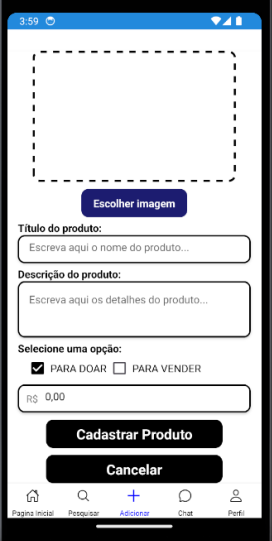 3:59
Escolher imagem
Título do produto:
Escreva aqui o nome do produto...
Descrição do produto:
Escreva aqui os detalhes do produto...
Selecione uma opção:
PARA DOAR PARA VENDER
R$ 0,00
Cadastrar Produto
Cancelar
Pagina Inicial Pesquisar Adicionar Chat Perfil